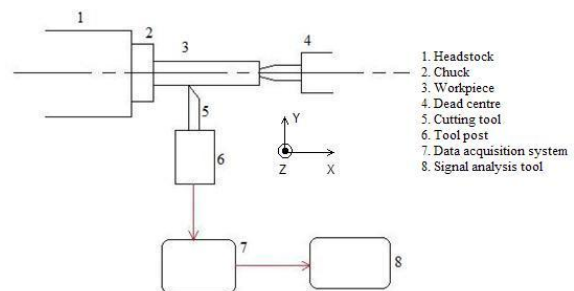 1
2
3
4
1. Headstock
2. Chuck
3. Workpiece
4. Dead centre
5. Cutting tool
6. Tool post
7. Data acquisition system
8. Signal analysis tool
5
Y
6
Z
X
7
8